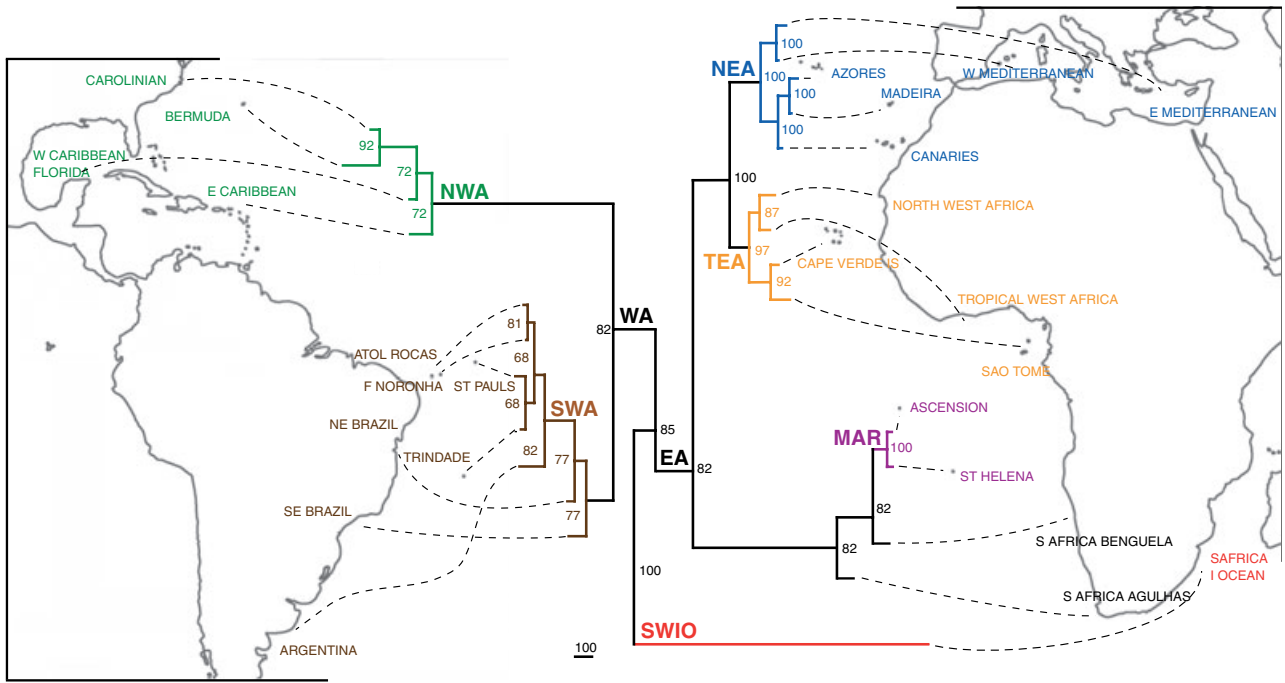 CAROLINIAN
BERMUDA
W CARIBBEAN
FLORIDA
E CARIBBEAN
92
72
72
NWA
ATOL ROCAS
F NORONHA
ST PAULS
NE BRAZIL
TRINDADE
SE BRAZIL
ARGENTINA
81
68
68
82
77
77
SWA
WA
82
85
EA
82
100
SWIO
100
NEA
100
100
100
100
AZORES
MADEIRA
CANARIES
W MEDITERRANEAN
E MEDITERRANEAN
100
TEA
87
97
92
NORTH WEST AFRICA
CAPE VERDE IS
TROPICAL WEST AFRICA
SAO TOME
ASCENSION
MAR
100
ST HELENA
82
82
S AFRICA BENGUELA
S AFRICA AGULHAS
SAFRICA
I OCEAN